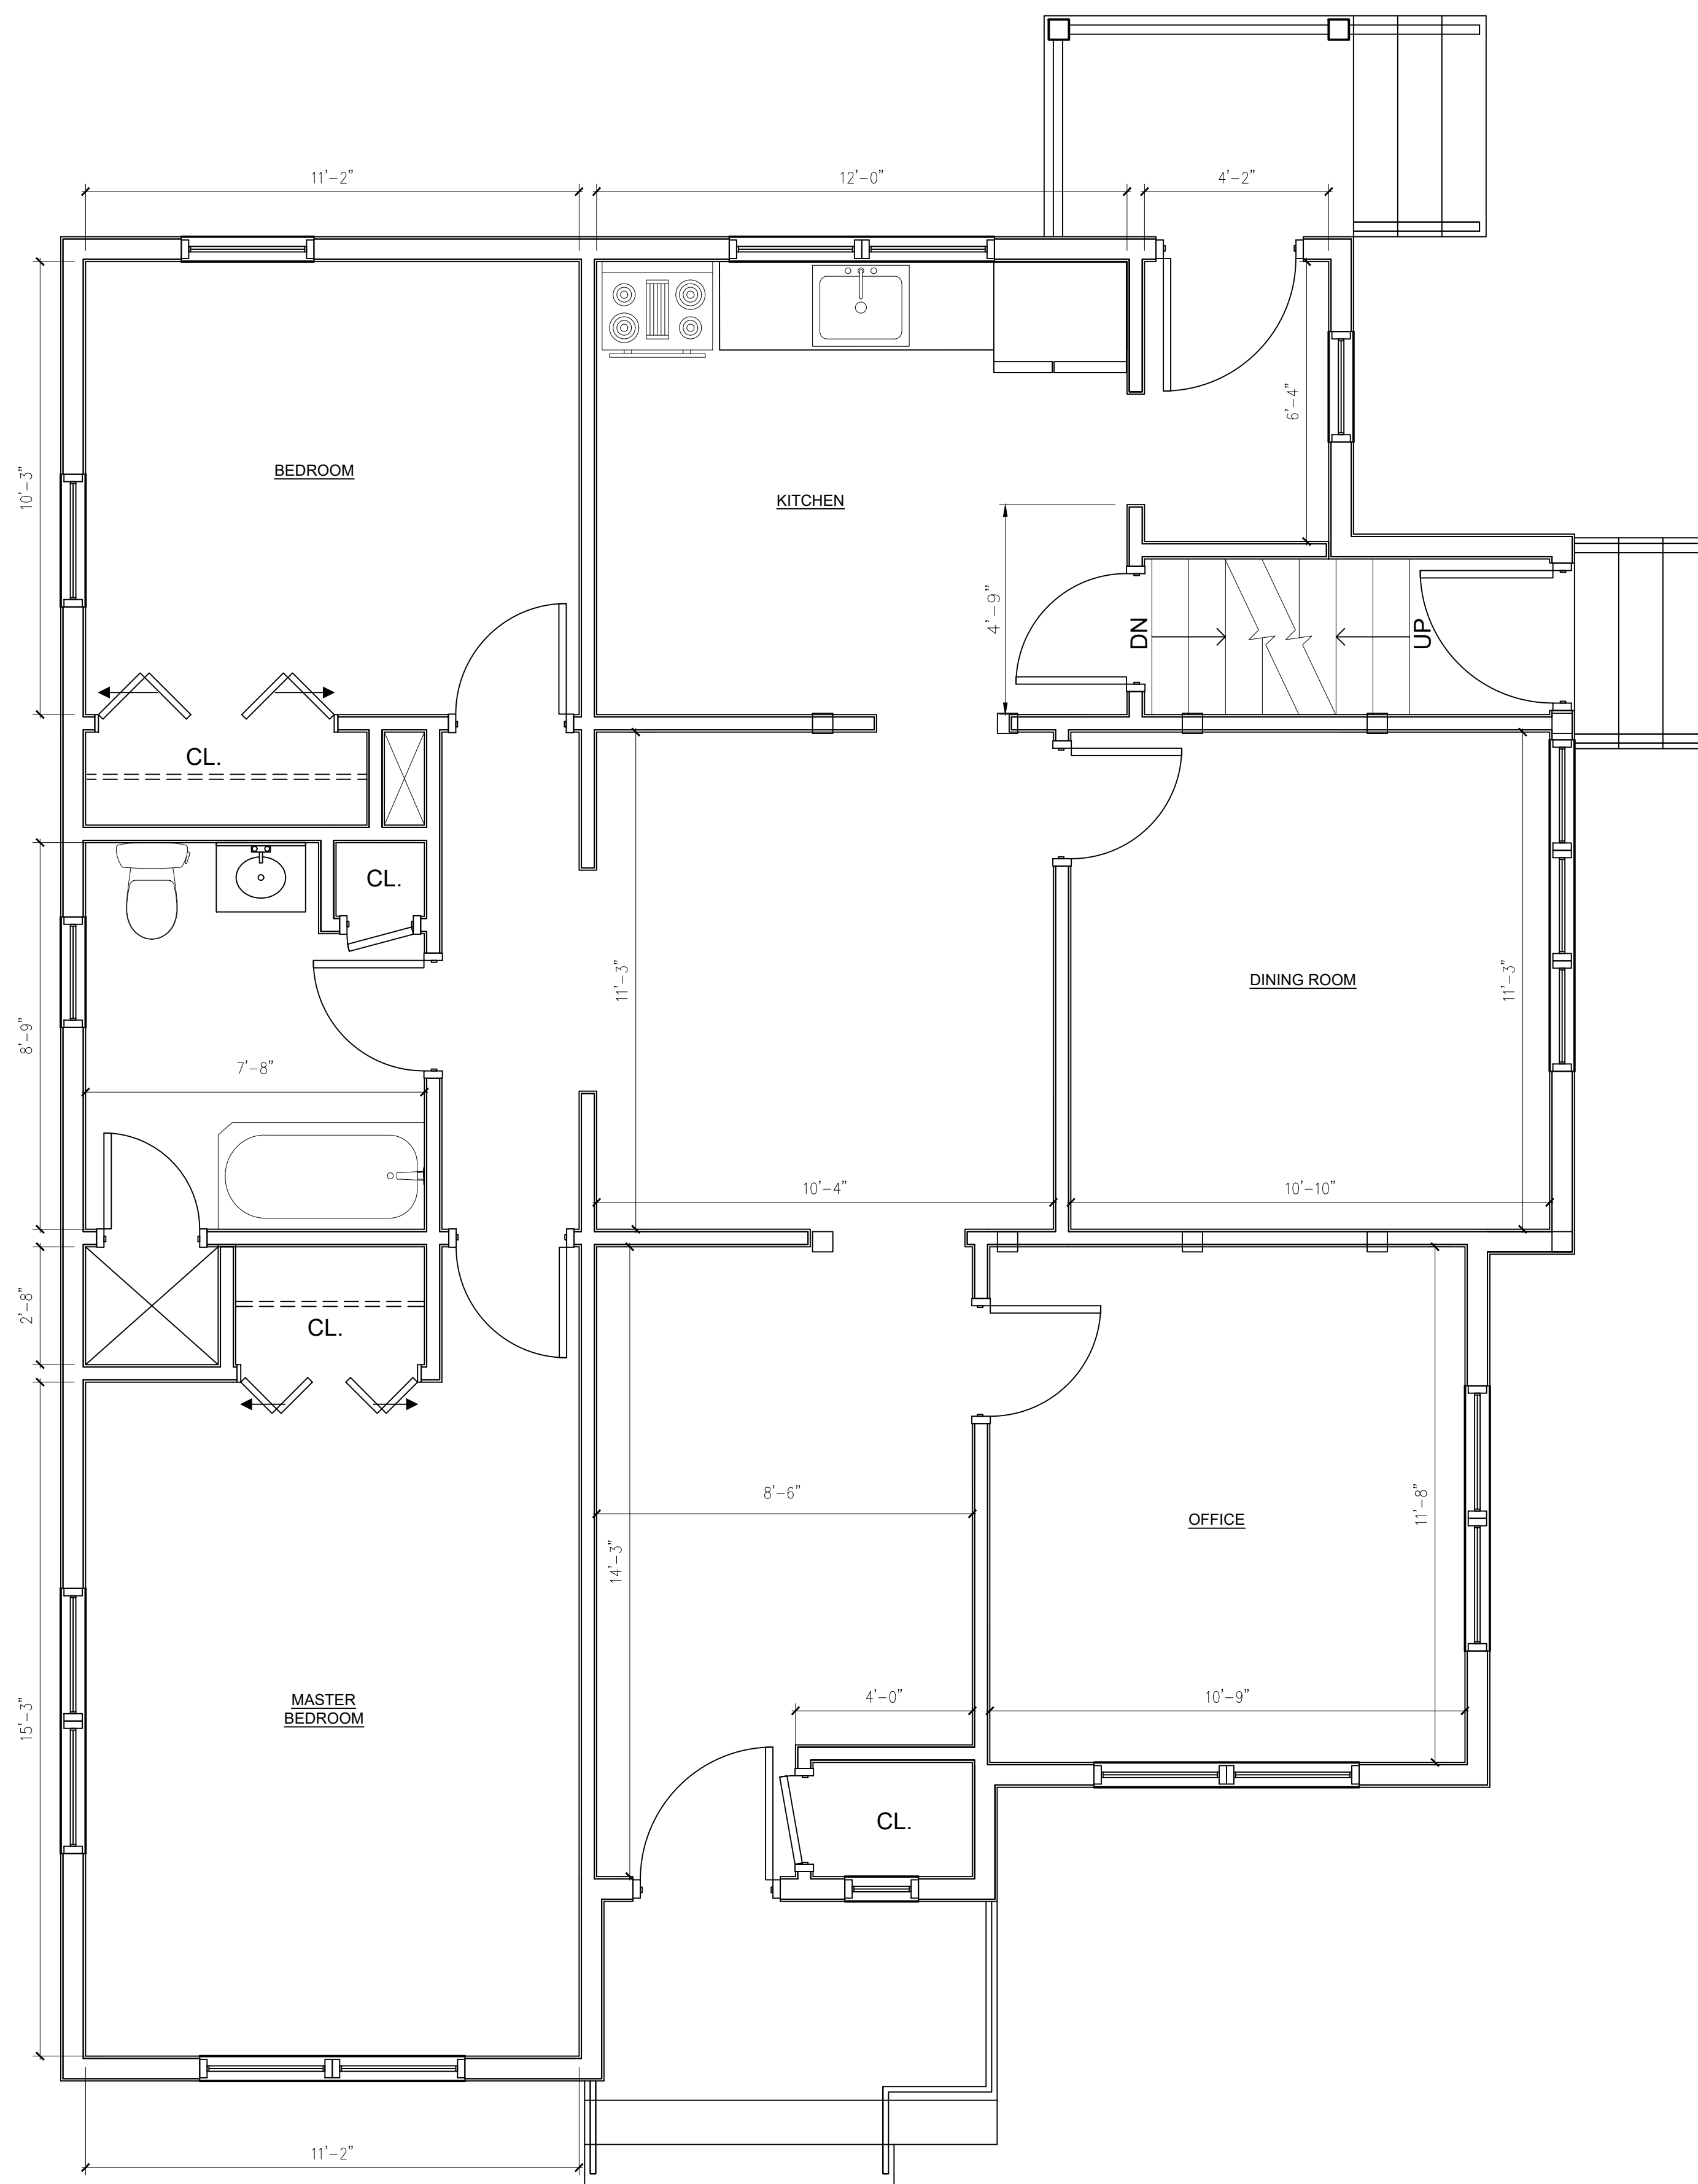 11'-2"
12'-0"
4'-2"
6'-4"
10'-3"
BEDROOM
KITCHEN
4'-9"
DN
UP
CL.
CL.
11'-3"
DINING ROOM
11'-3"
8'-9"
7'-8"
10'-4"
10'-10"
2'-8"
CL.
8'-6"
11'-8"
OFFICE
14'-3"
15'-3"
MASTER
BEDROOM
4'-0"
10'-9"
CL.
11'-2"